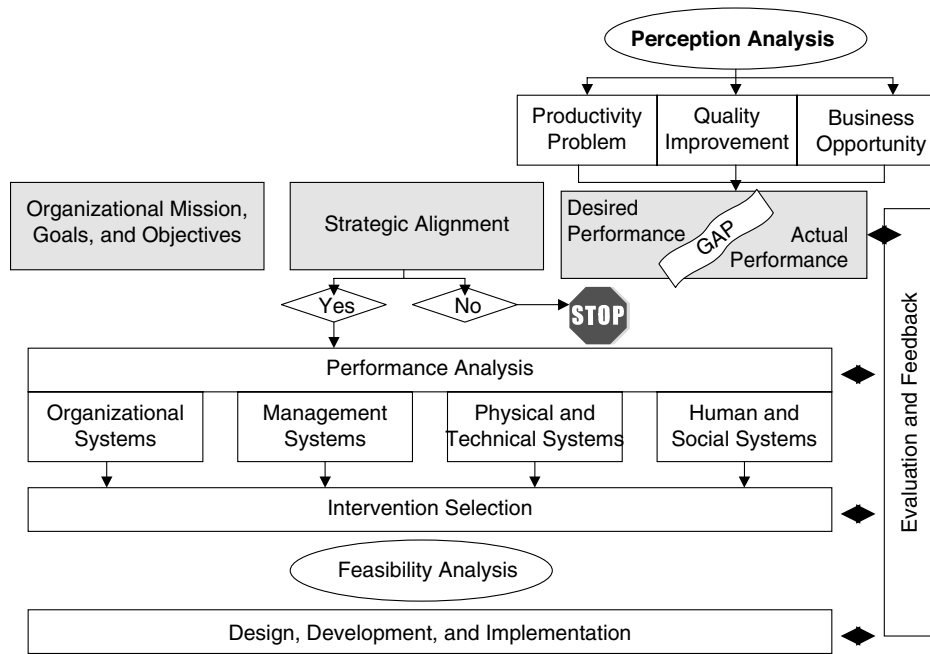 Perception Analysis
Productivity
Problem
Quality
Improvement
Business
Opportunity
Organizational Mission,
Goals, and Objectives
Strategic Alignment
Desired
Performance
GAP
Actual
Performance
Yes
No
STOP
Performance Analysis
Organizational
Systems
Management
Systems
Physical and
Technical Systems
Human and
Social Systems
Intervention Selection
Feasibility Analysis
Design, Development, and Implementation
Evaluation and Feedback